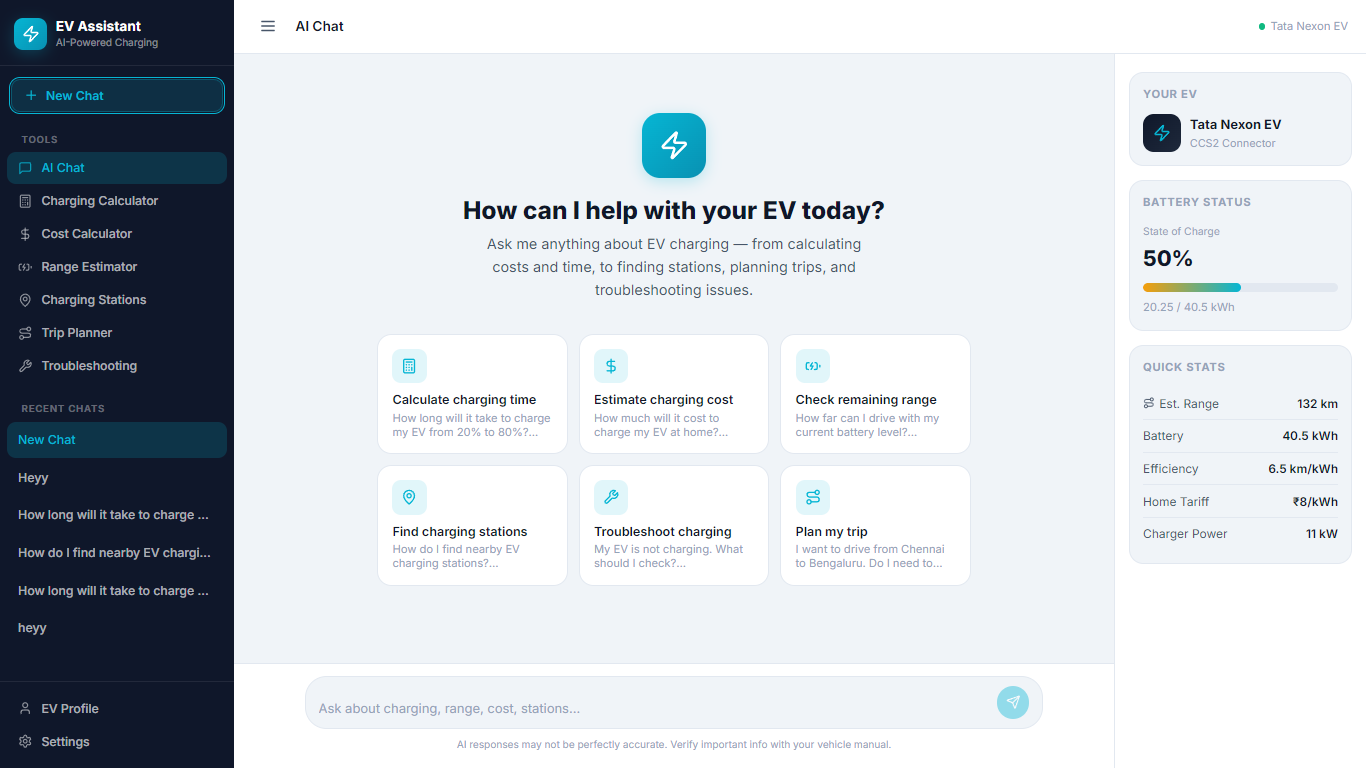 EV Assistant
AI-Powered Charging
New Chat
TOOLS
AI Chat
Charging Calculator
Cost Calculator
Range Estimator
Charging Stations
Trip Planner
Troubleshooting
RECENT CHATS
New Chat
Heyy
How long will it take to charge ...
How do I find nearby EV chargi...
How long will it take to charge ...
heyy
EV Profile
Settings
AI Chat
Tata Nexon EV
How can I help with your EV today?
Ask me anything about EV charging — from calculating
costs and time, to finding stations, planning trips, and
troubleshooting issues.
Calculate charging time
How long will it take to charge
my EV from 20% to 80%?...
Estimate charging cost
How much will it cost to
charge my EV at home?...
Check remaining range
How far can I drive with my
current battery level?...
Find charging stations
How do I find nearby EV
charging stations?...
Troubleshoot charging
My EV is not charging. What
should I check?...
Plan my trip
I want to drive from Chennai
to Bengaluru. Do I need to...
Ask about charging, range, cost, stations...
AI responses may not be perfectly accurate. Verify important info with your vehicle manual.
YOUR EV
Tata Nexon EV
CCS2 Connector
BATTERY STATUS
State of Charge
50%
20.25 / 40.5 kWh
QUICK STATS
Est. Range 132 km
Battery 40.5 kWh
Efficiency 6.5 km/kWh
Home Tariff ₹8/kWh
Charger Power 11 kW